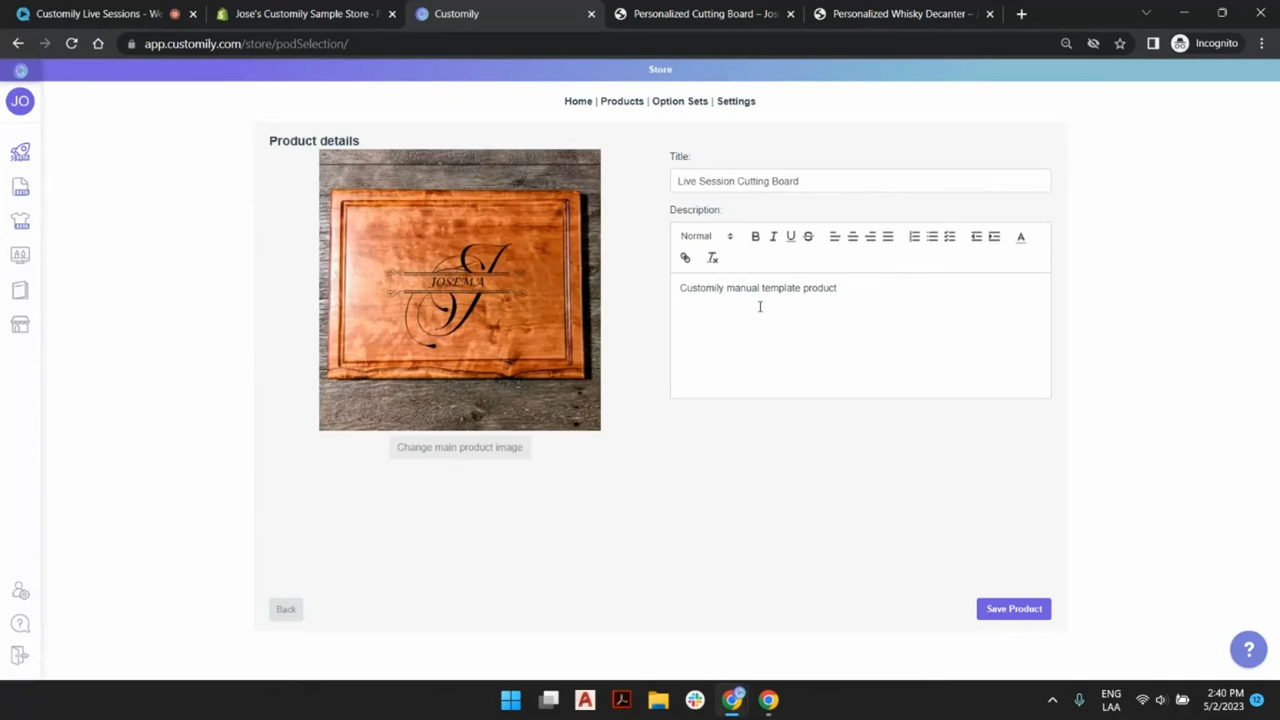 Customily Live Sessions - We
Jose's Customily Sample Store · P
Customily
Personalized Cutting Board – Jos
Personalized Whisky Decanter –
app.customily.com/store/podSelection/
Incognito
Store
JO
Home | Products | Option Sets | Settings
Product details
JOSEMA
Change main product image
Title:
Live Session Cutting Board
Description:
Normal
Customily manual template product
Back
Save Product
ENG
LAA
2:40 PM
5/2/2023
12